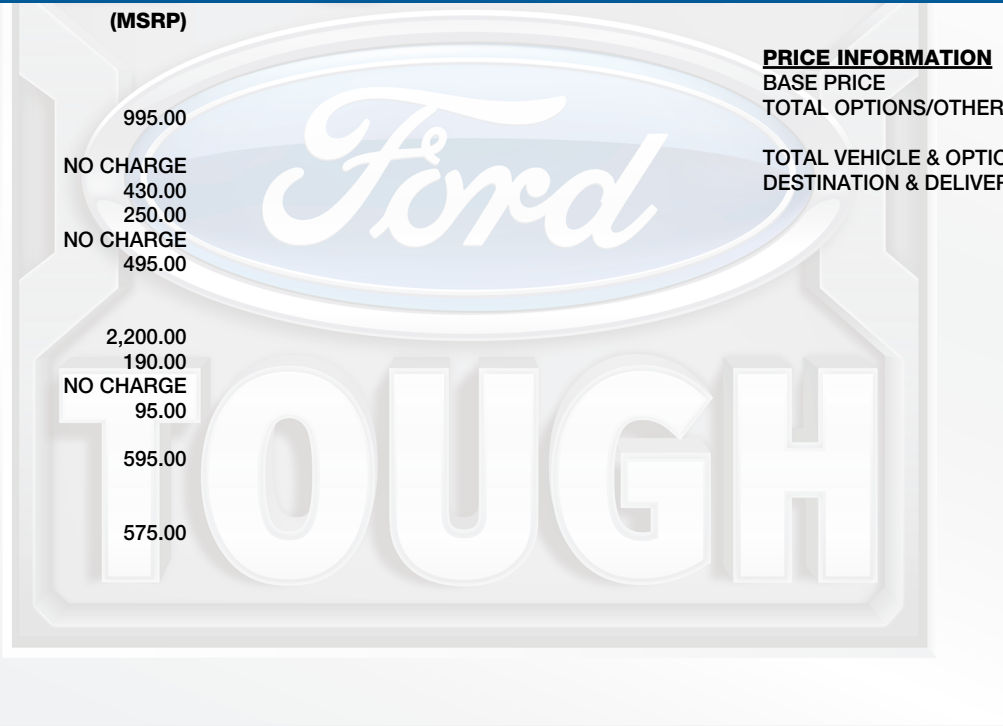 (MSRP)
995.00
NO CHARGE
430.00
250.00
NO CHARGE
495.00
2,200.00
190.00
NO CHARGE
95.00
595.00
575.00
PRICE INFORMATION
BASE PRICE
TOTAL OPTIONS/OTHER
TOTAL VEHICLE & OPTIO
DESTINATION & DELIVER
Ford
TOUGH